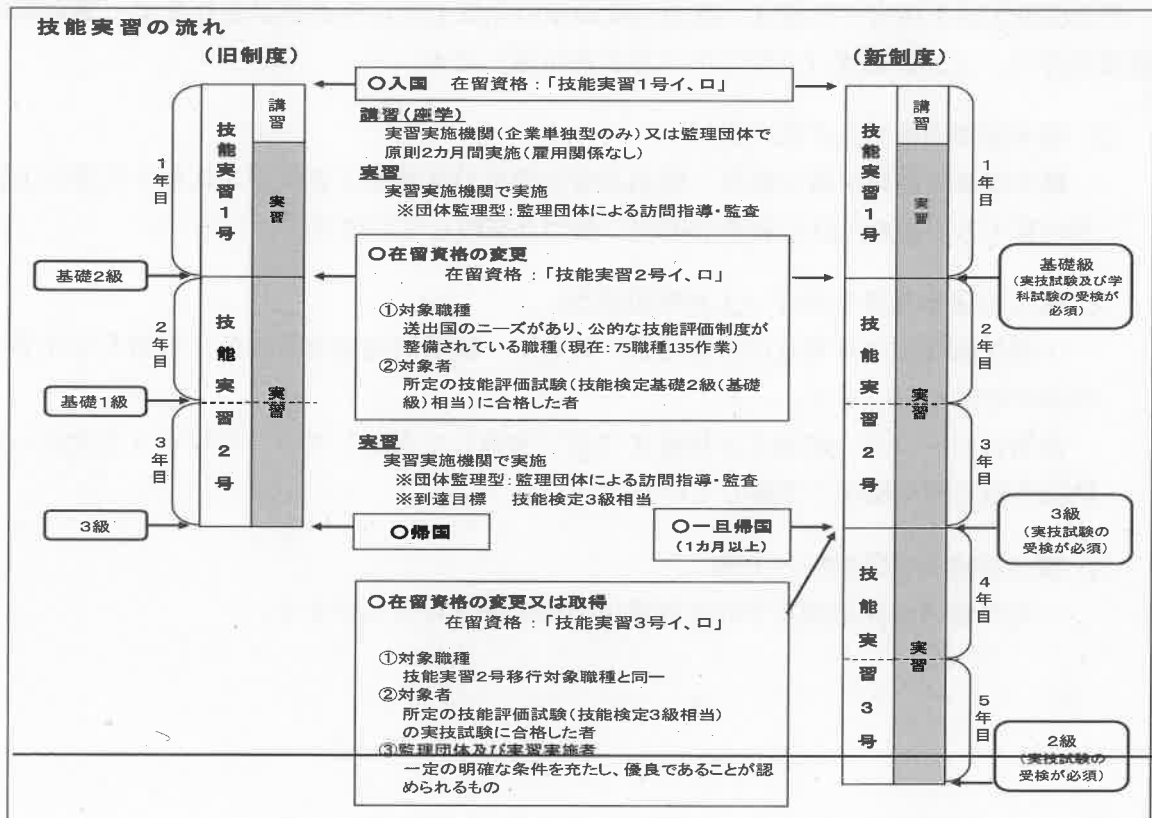 技能実習の流れ
(旧制度)
(新制度)
1年目
2年目
3年目
技能実習1号
技能実習2号
講習
実習
実習
基礎2級
基礎1級
3級
○入国 在留資格:「技能実習1号イ、ロ」
講習(座学)
実習実施機関(企業単独型のみ)又は監理団体で
原則2カ月間実施(雇用関係なし)
実習
実習実施機関で実施
※団体監理型:監理団体による訪問指導・監査
○在留資格の変更
在留資格:「技能実習2号イ、ロ」
①対象職種
送出国のニーズがあり、公的な技能評価制度が
整備されている職種(現在:75職種135作業)
②対象者
所定の技能評価試験(技能検定基礎2級(基礎
級)相当)に合格した者
実習
実習実施機関で実施
※団体監理型:監理団体による訪問指導・監査
※到達目標 技能検定3級相当
○帰国
○一旦帰国
(1カ月以上)
○在留資格の変更又は取得
在留資格:「技能実習3号イ、ロ」
①対象職種
技能実習2号移行対象職種と同一
②対象者
所定の技能評価試験(技能検定3級相当)
の実技試験に合格した者
③監理団体及び実習実施者
一定の明確な条件を充たし、優良であることが認
められるもの
技能実習1号
技能実習2号
技能実習3号
講習
実習
実習
実習
1年目
2年目
3年目
4年目
5年目
基礎級
(実技試験及び学
科試験の受検が
必須)
3級
(実技試験の
受検が必須)
2級
(実技試験の
受検が必須)